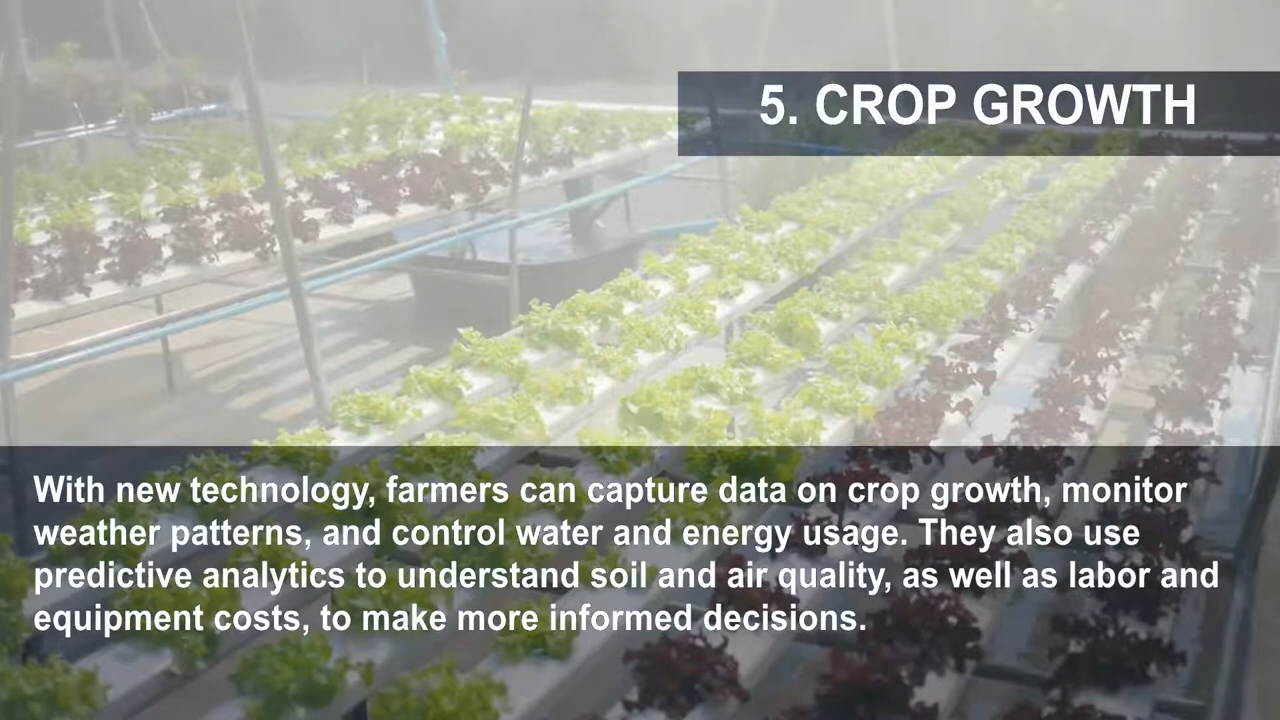 5. CROP GROWTH
With new technology, farmers can capture data on crop growth, monitor
weather patterns, and control water and energy usage. They also use
predictive analytics to understand soil and air quality, as well as labor and
equipment costs, to make more informed decisions.